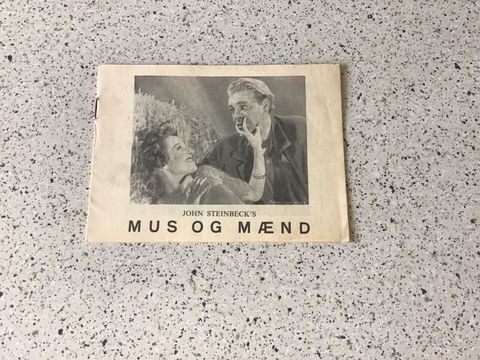 JOHN STEINBECK'S
MUS OG MÆND